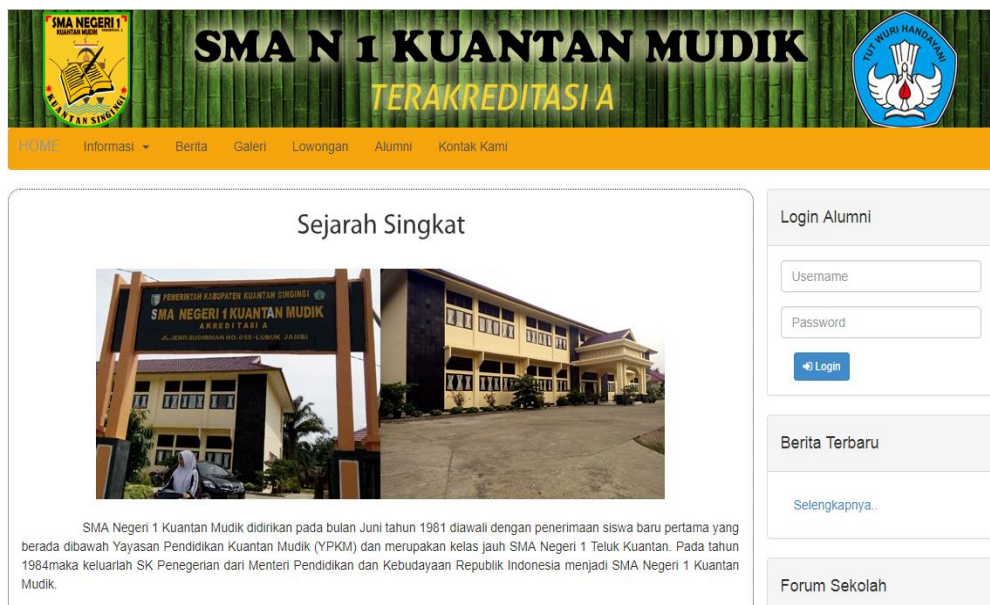 SMA NEGERI 1
KUANTAN MUDIK
KUANTAN SINGINGI
SMA N 1 KUANTAN MUDIK
TERAKREDITASI A
TUT WURI HANDAYANI
HOME Informasi Berita Galeri Lowongan Alumni Kontak Kami
Sejarah Singkat
PEMERINTAH KABUPATEN KUANTAN SINGINGI
SMA NEGERI 1 KUANTAN MUDIK
AKREDITASI A
JL.JEND.SUDIRMAN NO.055-LUBUK JAMBI
SMA Negeri 1 Kuantan Mudik didirikan pada bulan Juni tahun 1981 diawali dengan penerimaan siswa baru pertama yang
berada dibawah Yayasan Pendidikan Kuantan Mudik (YPKM) dan merupakan kelas jauh SMA Negeri 1 Teluk Kuantan. Pada tahun
1984maka keluarlah SK Penegerian dari Menteri Pendidikan dan Kebudayaan Republik Indonesia menjadi SMA Negeri 1 Kuantan
Mudik.
Login Alumni
Username
Password
Login
Berita Terbaru
Selengkapnya..
Forum Sekolah